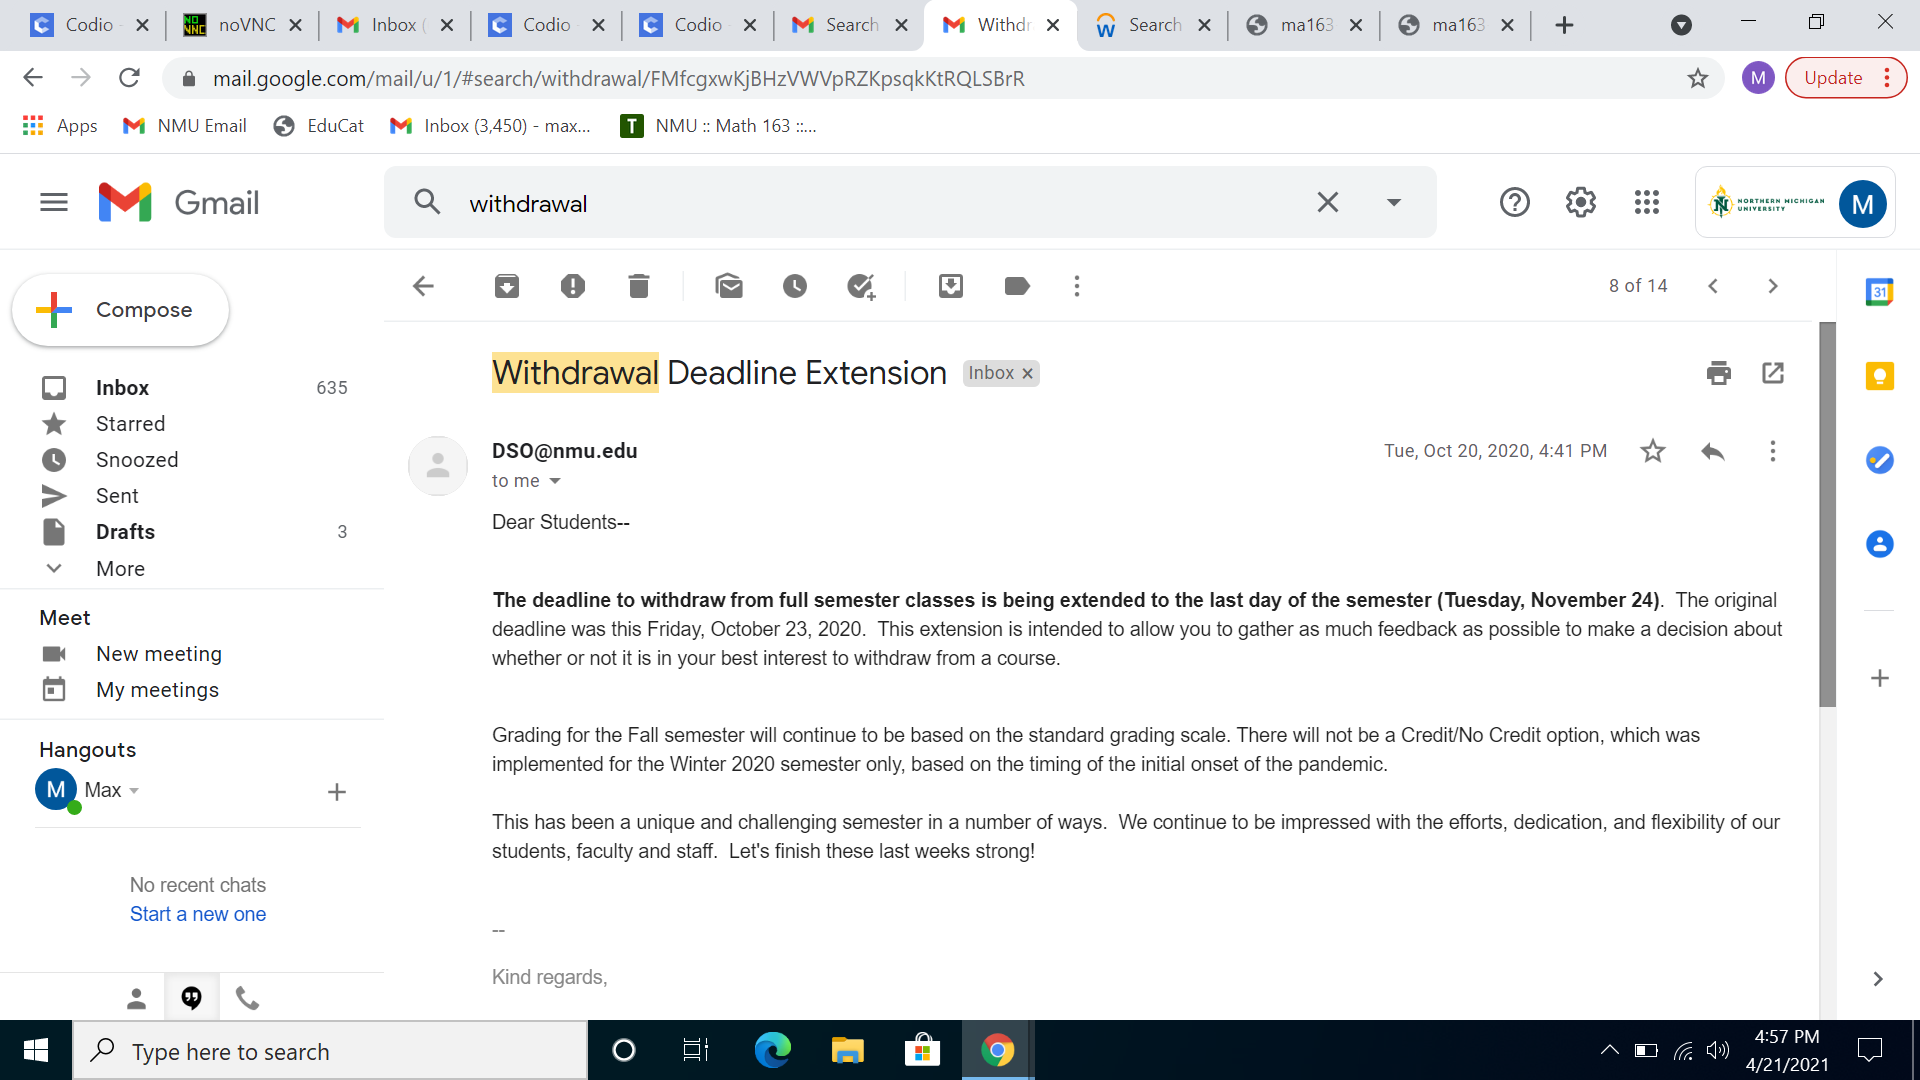 Codio
noVNC
Inbox (
Codio
Codio
Search
Withdr
Search
ma163
ma163
mail.google.com/mail/u/1/#search/withdrawal/FMfcgxwKjBHzVWVpRZKpsqkKtRQLSBrR
M
Update
Apps
NMU Email
EduCat
Inbox (3,450) - max...
T
NMU :: Math 163 ::...
Gmail
withdrawal
NORTHERN MICHIGAN
UNIVERSITY
M
Compose
8 of 14
31
Inbox 635
Starred
Snoozed
Sent
Drafts 3
More
Meet
New meeting
My meetings
Hangouts
M
Max
No recent chats
Start a new one
Withdrawal Deadline Extension
Inbox ×
DSO@nmu.edu
Tue, Oct 20, 2020, 4:41 PM
to me
Dear Students--
The deadline to withdraw from full semester classes is being extended to the last day of the semester (Tuesday, November 24).  The original
deadline was this Friday, October 23, 2020.  This extension is intended to allow you to gather as much feedback as possible to make a decision about
whether or not it is in your best interest to withdraw from a course.
Grading for the Fall semester will continue to be based on the standard grading scale. There will not be a Credit/No Credit option, which was
implemented for the Winter 2020 semester only, based on the timing of the initial onset of the pandemic.
This has been a unique and challenging semester in a number of ways.  We continue to be impressed with the efforts, dedication, and flexibility of our
students, faculty and staff.  Let's finish these last weeks strong!
--
Kind regards,
Type here to search
4:57 PM
4/21/2021